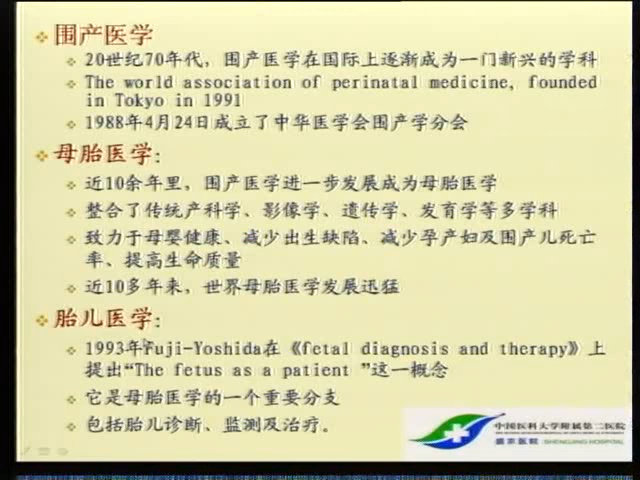 围产医学
20世纪70年代，围产医学在国际上逐渐成为一门新兴的学科
The world association of perinatal medicine, founded
in Tokyo in 1991
1988年4月24日成立了中华医学会围产学分会
母胎医学：
近10余年里，围产医学进一步发展成为母胎医学
整合了传统产科学、影像学、遗传学、发育学等多学科
致力于母婴健康、减少出生缺陷、减少孕产妇及围产儿死亡
率、提高生命质量
近10多年来，世界母胎医学发展迅猛
胎儿医学：
1993年Yuji-Yoshida在《fetal diagnosis and therapy》上
提出“The fetus as a patient ”这一概念
它是母胎医学的一个重要分支
包括胎儿诊断、监测及治疗。
中国医科大学附属第二医院
盛京医院 SHENGJING HOSPITAL